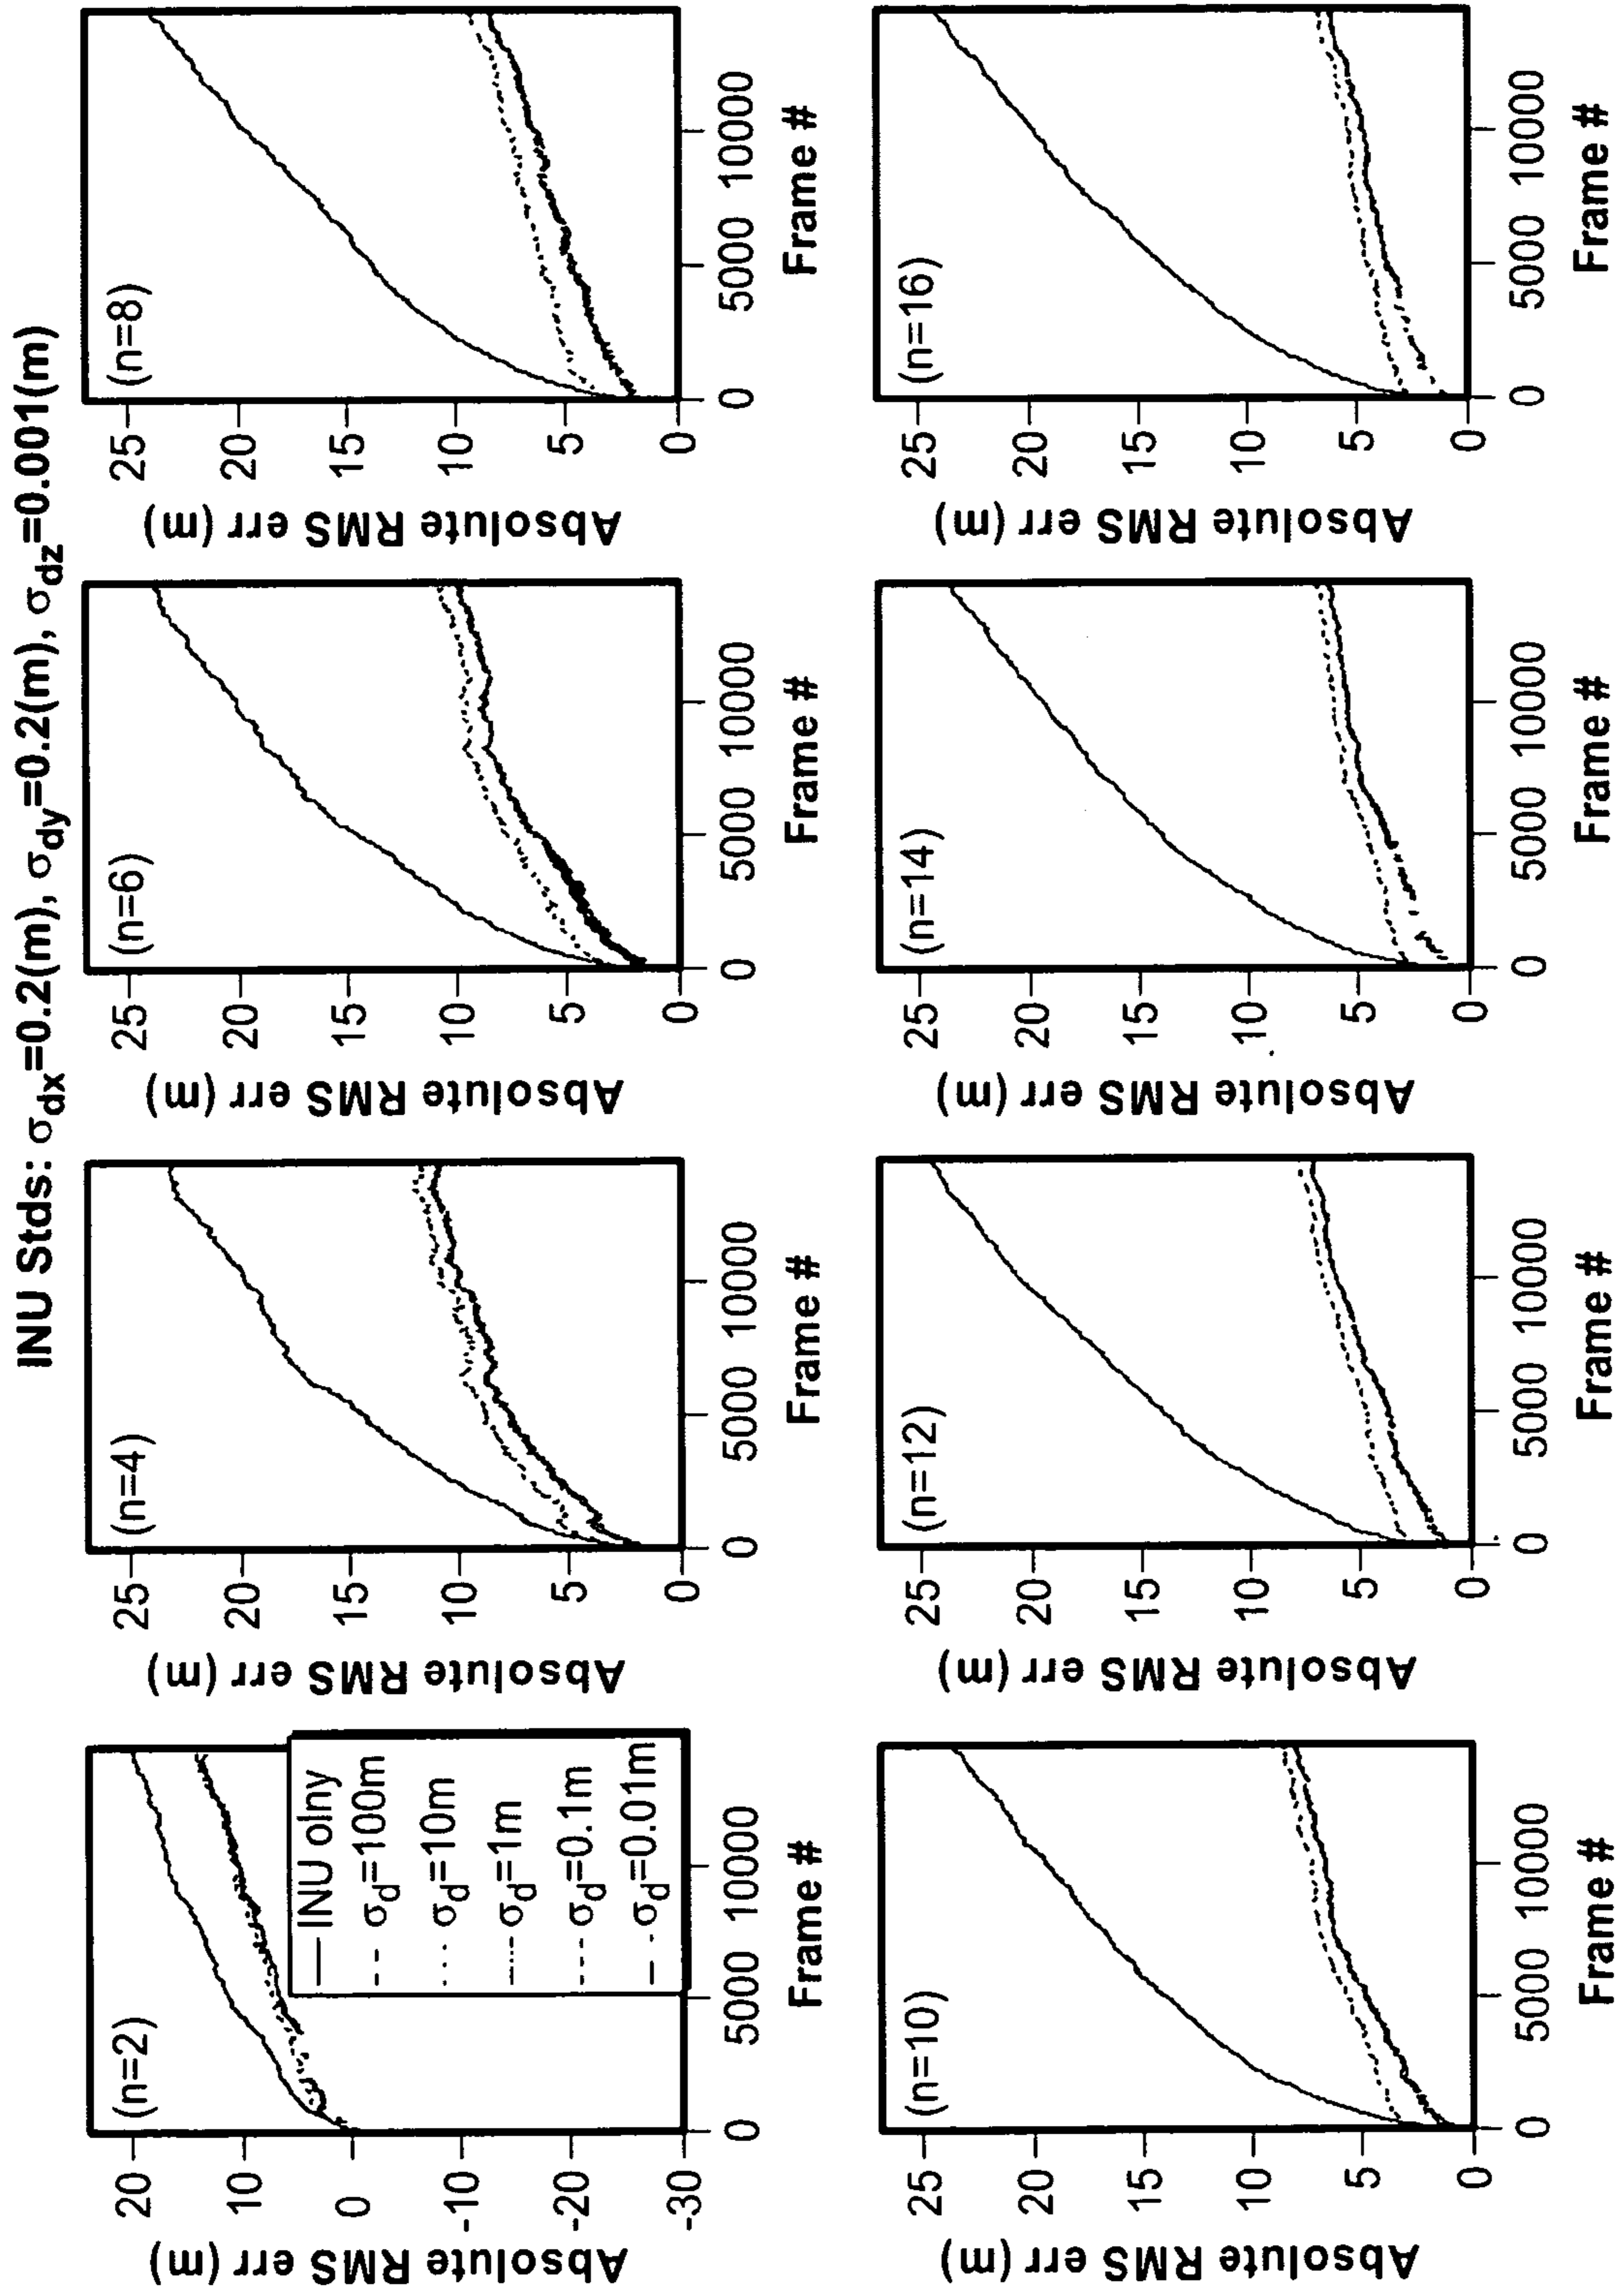 INU Stds: σdx=0.2(m), σdy=0.2(m), σdz=0.001(m)
(n=2)
Absolute RMS err (m)
20
10
0
-10
-20
-30
INU olny
σd=100m
σd=10m
σd=1m
σd=0.1m
σd=0.01m
0 5000 10000
Frame #
(n=4)
Absolute RMS err (m)
25
20
15
10
5
0
0 5000 10000
Frame #
(n=6)
Absolute RMS err (m)
25
20
15
10
5
0
0 5000 10000
Frame #
(n=8)
Absolute RMS err (m)
25
20
15
10
5
0
0 5000 10000
Frame #
(n=10)
Absolute RMS err (m)
25
20
15
10
5
0
0 5000 10000
Frame #
(n=12)
Absolute RMS err (m)
25
20
15
10
5
0
0 5000 10000
Frame #
(n=14)
Absolute RMS err (m)
25
20
15
10
5
0
0 5000 10000
Frame #
(n=16)
Absolute RMS err (m)
25
20
15
10
5
0
0 5000 10000
Frame #